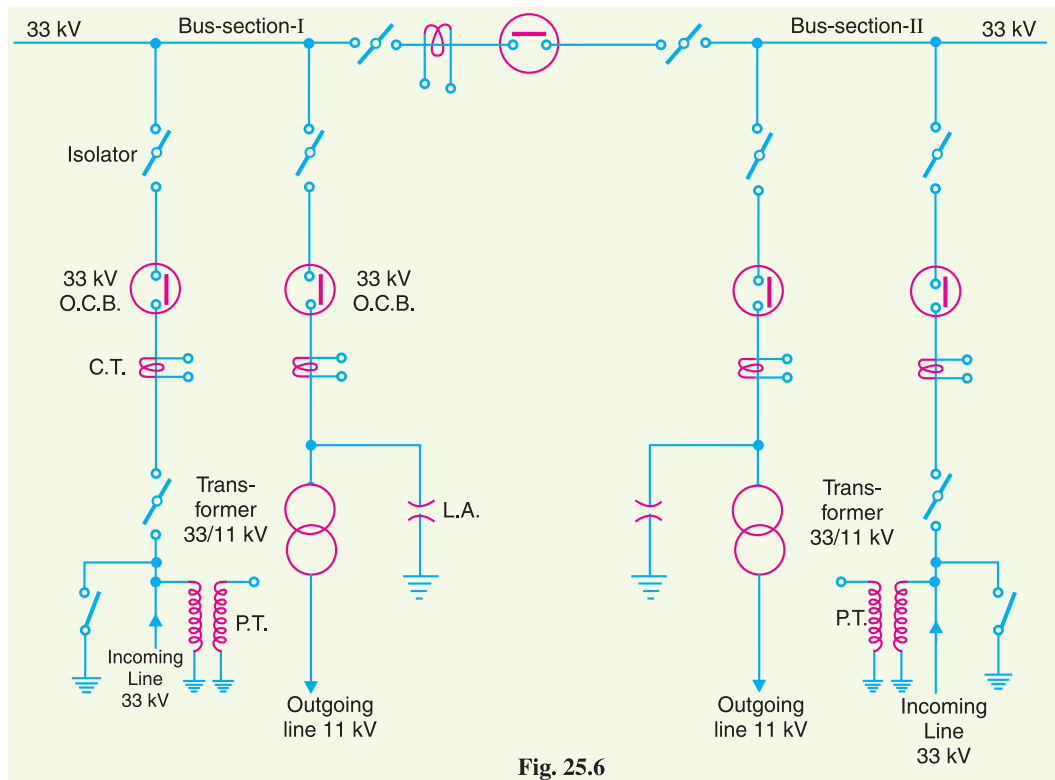 33 kV
Bus-section-I
Bus-section-II
33 kV
Isolator
33 kV
O.C.B.
33 kV
O.C.B.
C.T.
Trans-
former
33/11 kV
L.A.
Trans-
former
33/11 kV
P.T.
P.T.
Incoming
Line
33 kV
Outgoing
line 11 kV
Outgoing
line 11 kV
Incoming
Line
33 kV
Fig. 25.6